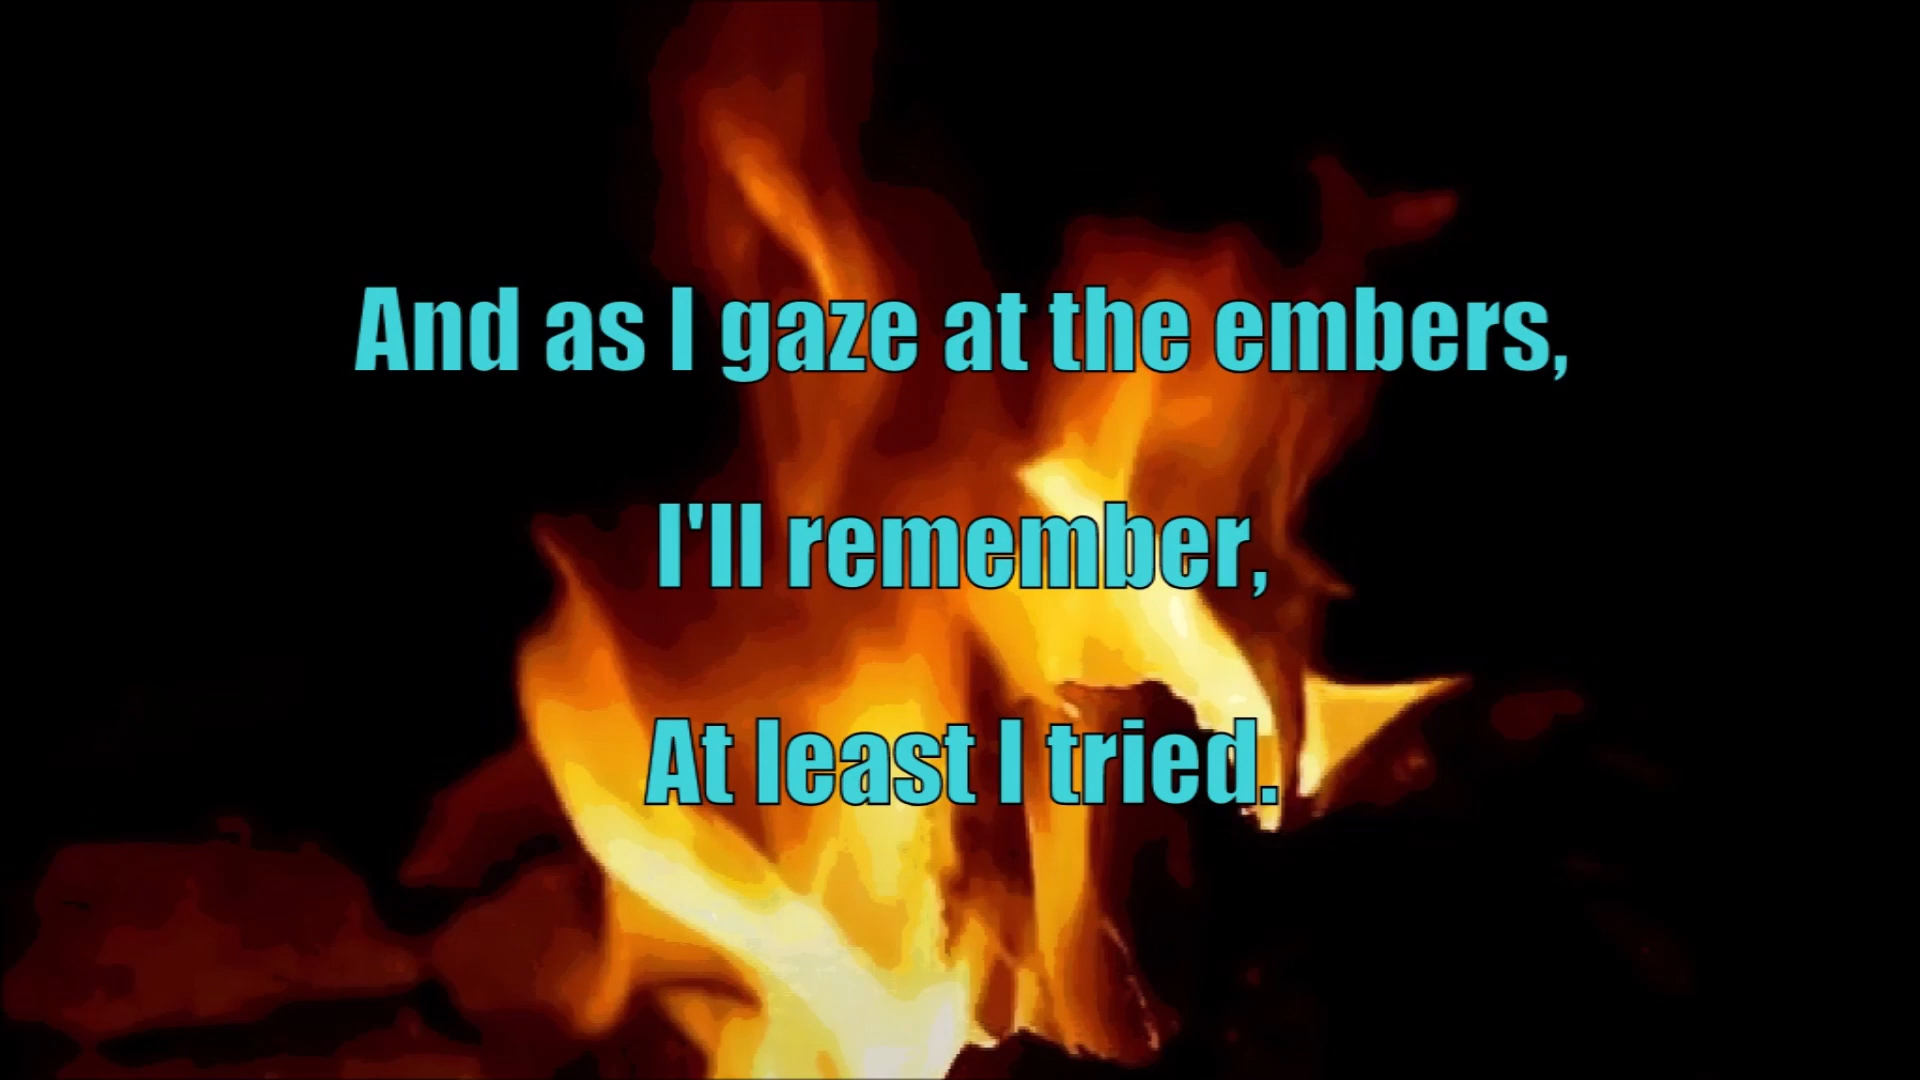 And as I gaze at the embers,
I'll remember,
At least I tried.